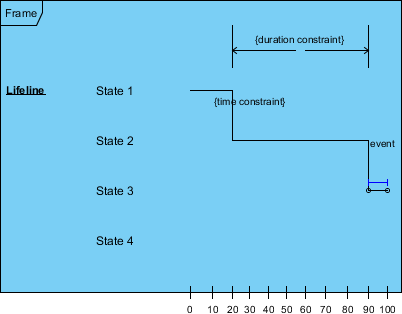 Frame
{duration constraint}
Lifeline
State 1
{time constraint}
State 2
event
State 3
State 4
0 10 20 30 40 50 60 70 80 90 100